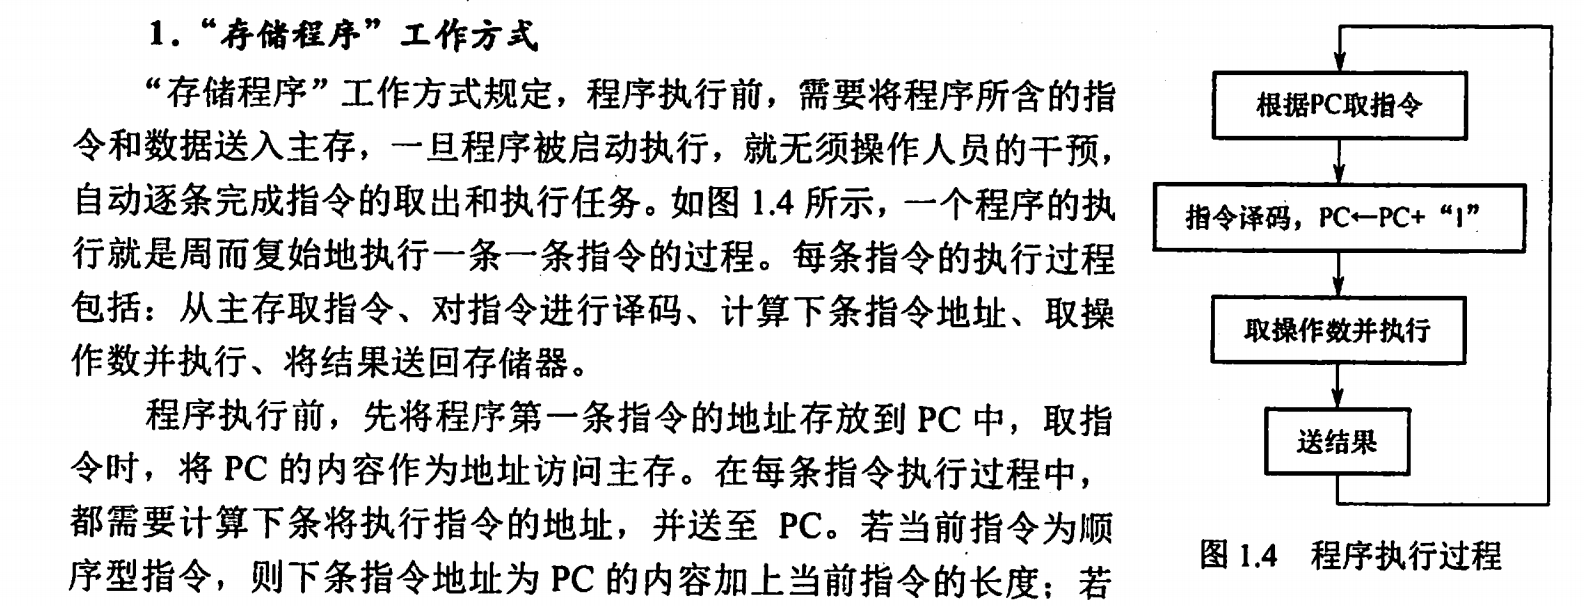 1．“存储程序”工作方式
“存储程序”工作方式规定，程序执行前，需要将程序所含的指
令和数据送入主存，一旦程序被启动执行，就无须操作人员的干预，
自动逐条完成指令的取出和执行任务。如图 1.4 所示，一个程序的执
行就是周而复始地执行一条一条指令的过程。每条指令的执行过程
包括：从主存取指令、对指令进行译码、计算下条指令地址、取操
作数并执行、将结果送回存储器。
程序执行前，先将程序第一条指令的地址存放到 PC 中，取指
令时，将 PC 的内容作为地址访问主存。在每条指令执行过程中，
都需要计算下条将执行指令的地址，并送至 PC。若当前指令为顺
序型指令，则下条指令地址为 PC 的内容加上当前指令的长度；若
根据PC取指令
指令译码，PC←PC+“1”
取操作数并执行
送结果
图 1.4 程序执行过程